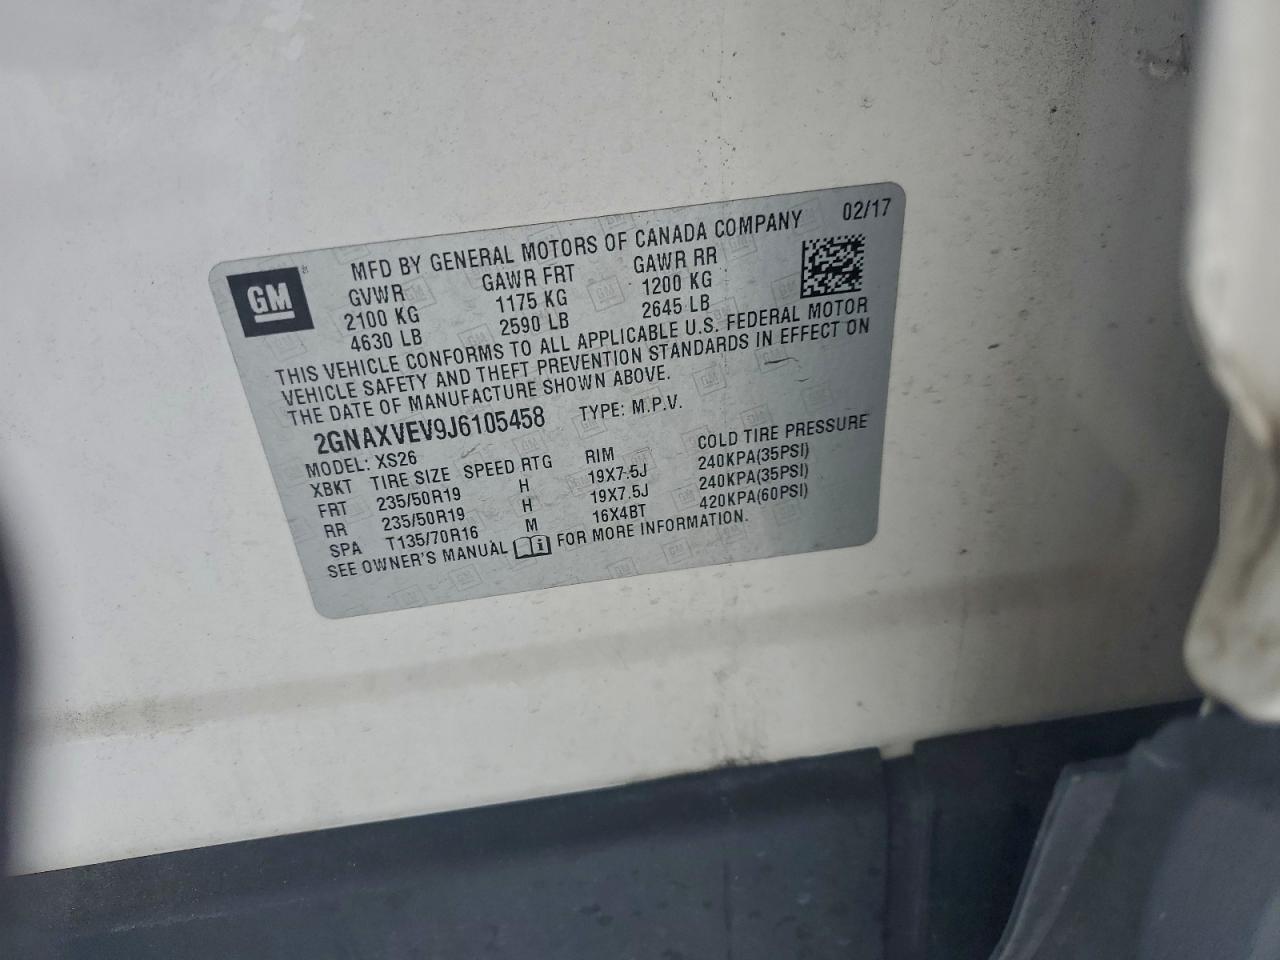 02/17
GM
MFD BY GENERAL MOTORS OF CANADA COMPANY
GVWR GAWR FRT GAWR RR
2100 KG 1175 KG 1200 KG
4630 LB 2590 LB 2645 LB
THIS VEHICLE CONFORMS TO ALL APPLICABLE U.S. FEDERAL MOTOR
VEHICLE SAFETY AND THEFT PREVENTION STANDARDS IN EFFECT ON
THE DATE OF MANUFACTURE SHOWN ABOVE.
2GNAXVEV9J6105458 TYPE: M.P.V.
MODEL: XS26
XBKT TIRE SIZE SPEED RTG RIM COLD TIRE PRESSURE
FRT 235/50R19 H 19X7.5J 240KPA(35PSI)
RR 235/50R19 H 19X7.5J 240KPA(35PSI)
SPA T135/70R16 M 16X4BT 420KPA(60PSI)
SEE OWNER'S MANUAL FOR MORE INFORMATION.